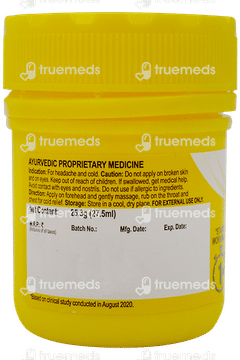 truemeds
truemeds
truemeds
truemeds
AYURVEDIC PROPRIETARY MEDICINE
Indication: For headache and cold. Caution: Do not apply on broken skin
and on eyes. Keep out of reach of children. If swallowed, get medical help.
Avoid contact with eyes and nostrils. Do not use if allergic to ingredients.
Direction: Apply on forehead and gently massage, rub on the throat and
chest for cold relief. Storage: Store in a cool, dry place. FOR EXTERNAL USE ONLY.
Net Content: (27.5ml)
Batch No.: Mfg. Date: Exp. Date:
truemeds
*Based on clinical study conducted in August 2020.
truemeds